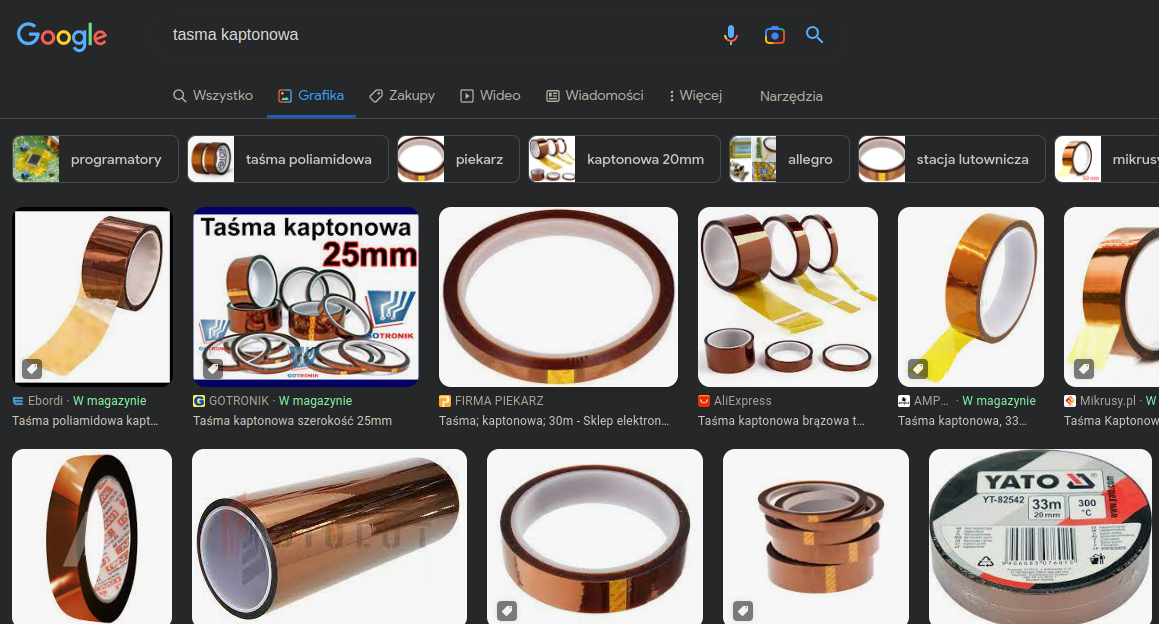 Google
tasma kaptonowa
Wszystko
Grafika
Zakupy
Wideo
Wiadomości
Więcej
Narzędzia
programatory
taśma poliamidowa
piekarz
kaptonowa 20mm
allegro
stacja lutownicza
mikrusy
Taśma kaptonowa
25mm
GOTRONIK
GOTRONIK
Ebordi · W magazynie
Taśma poliamidowa kapt...
GOTRONIK · W magazynie
Taśma kaptonowa szerokość 25mm
FIRMA PIEKARZ
Taśma; kaptonowa; 30m - Sklep elektron...
AliExpress
Taśma kaptonowa brązowa t...
AMP... · W magazynie
Taśma kaptonowa, 33...
Mikrusy.pl · W
Taśma Kaptonow
YATO
YT-82542
33m
20mm
300
°C